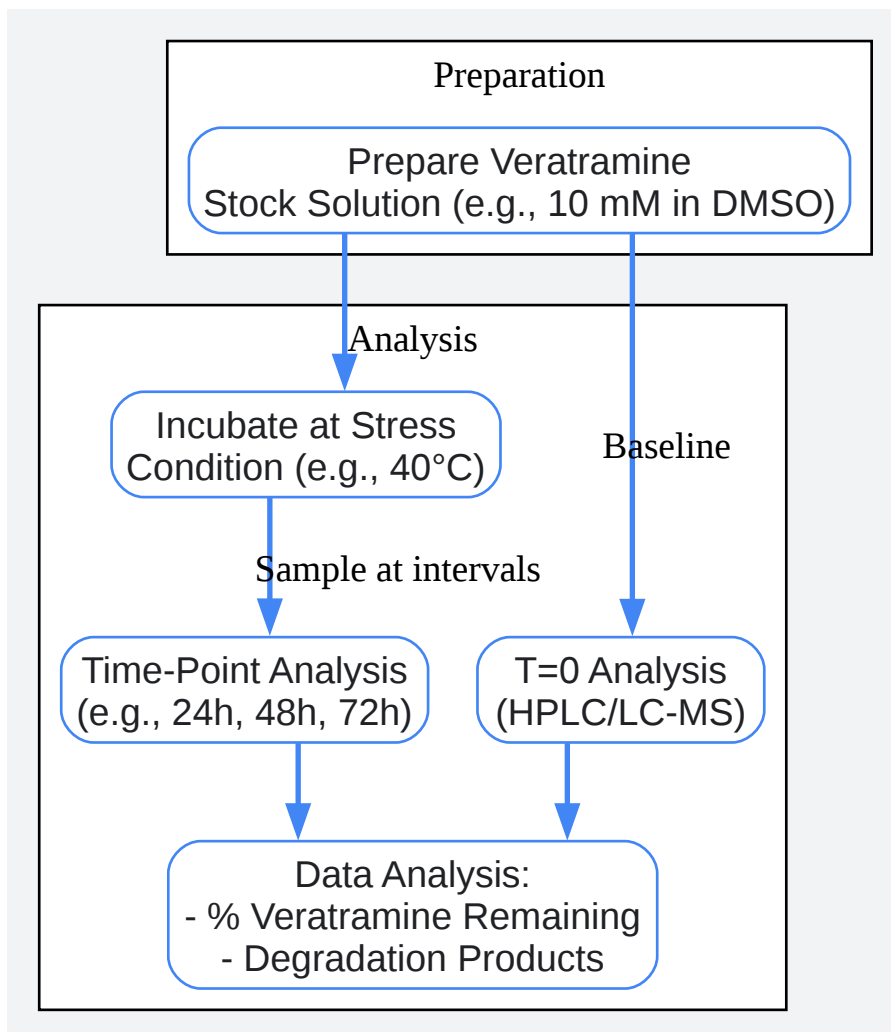 Preparation
Prepare Veratramine
Stock Solution (e.g., 10 mM in DMSO)
Analysis
Incubate at Stress
Condition (e.g., 40°C)
Baseline
Sample at intervals
Time-Point Analysis
(e.g., 24h, 48h, 72h)
T=0 Analysis
(HPLC/LC-MS)
Data Analysis:
- % Veratramine Remaining
- Degradation Products